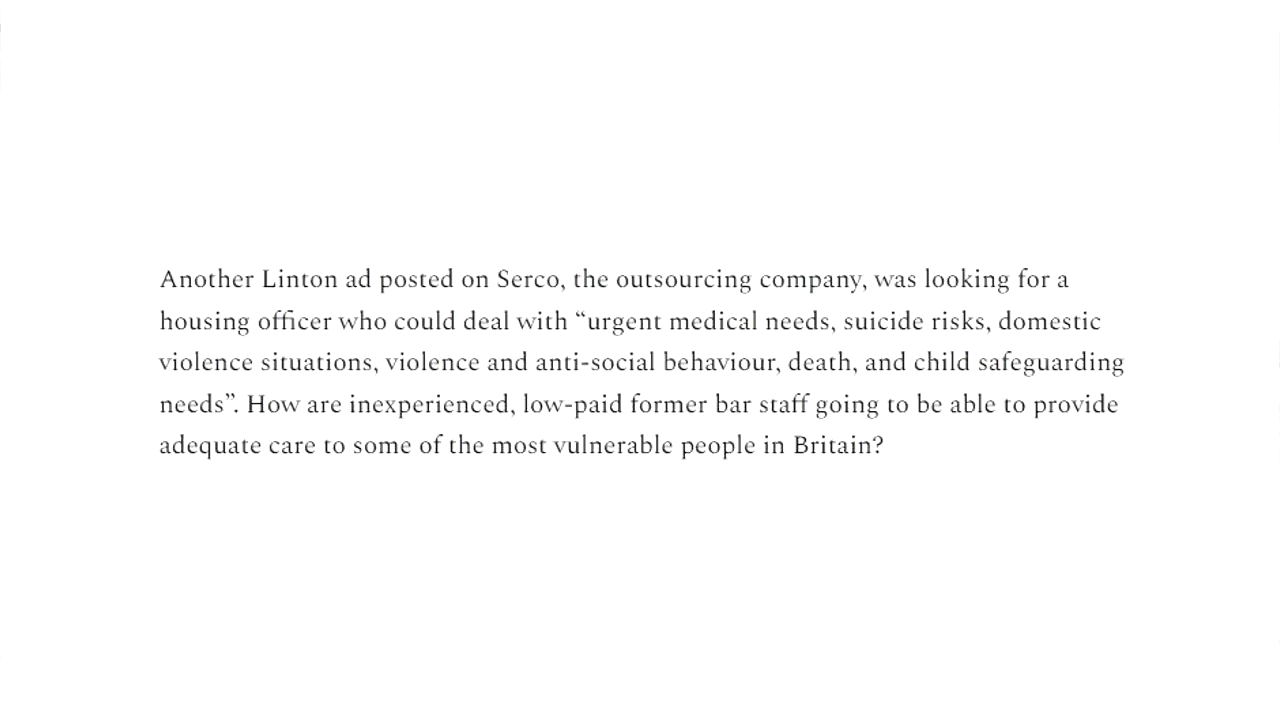 Another Linton ad posted on Serco, the outsourcing company, was looking for a
housing officer who could deal with “urgent medical needs, suicide risks, domestic
violence situations, violence and anti-social behaviour, death, and child safeguarding
needs”. How are inexperienced, low-paid former bar staff going to be able to provide
adequate care to some of the most vulnerable people in Britain?